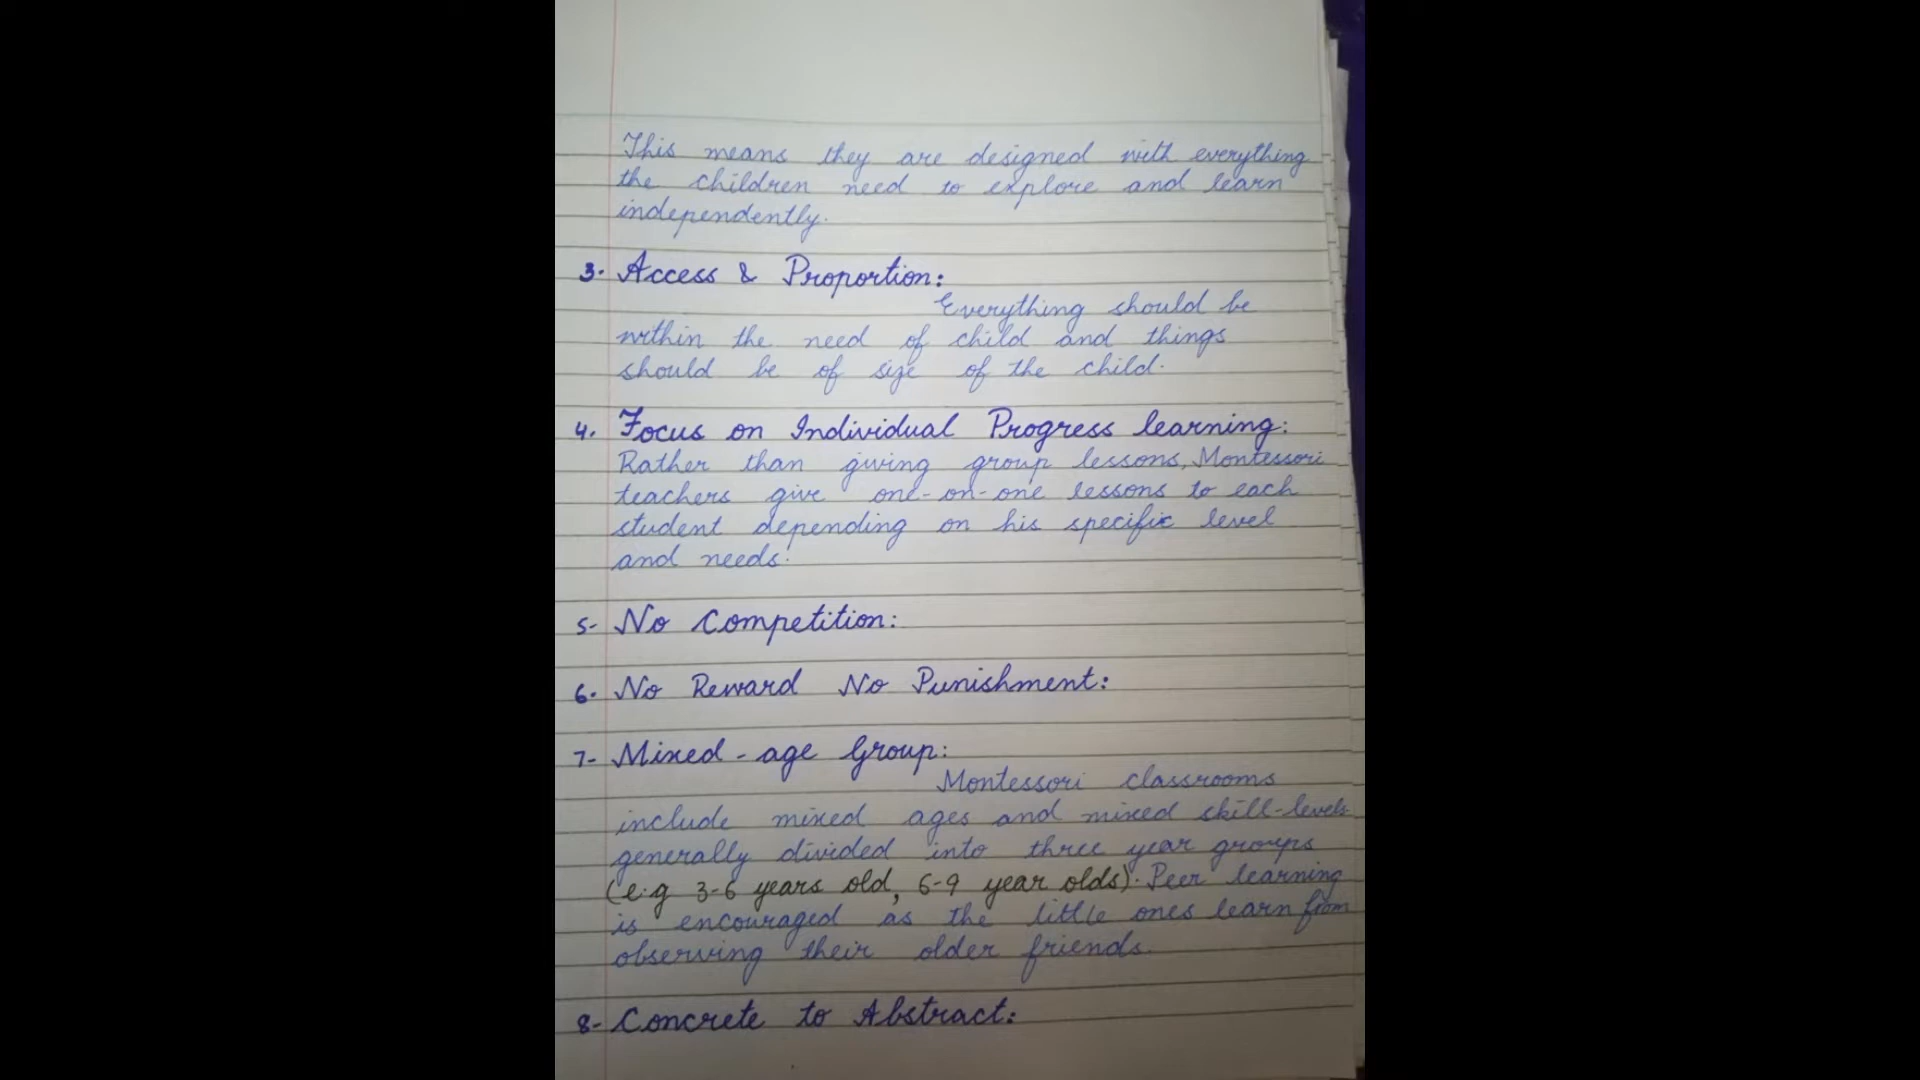 This means they are designed with everything
the children need to explore and learn
independently.
3. Access & Proportion:
Everything should be
within the need of child and things
should be of size of the child.
4. Focus on Individual Progress learning:
Rather than giving group lessons, Montessori
teachers give one-on-one lessons to each
student depending on his specific level
and needs.
5- No Competition:
6. No Reward No Punishment:
7- Mixed-age Group:
Montessori classrooms
include mixed ages and mixed skill-levels
generally divided into three year groups
(e.g 3-6 years old, 6-9 year olds). Peer learning
is encouraged as the little ones learn from
observing their older friends.
8- Concrete to Abstract: